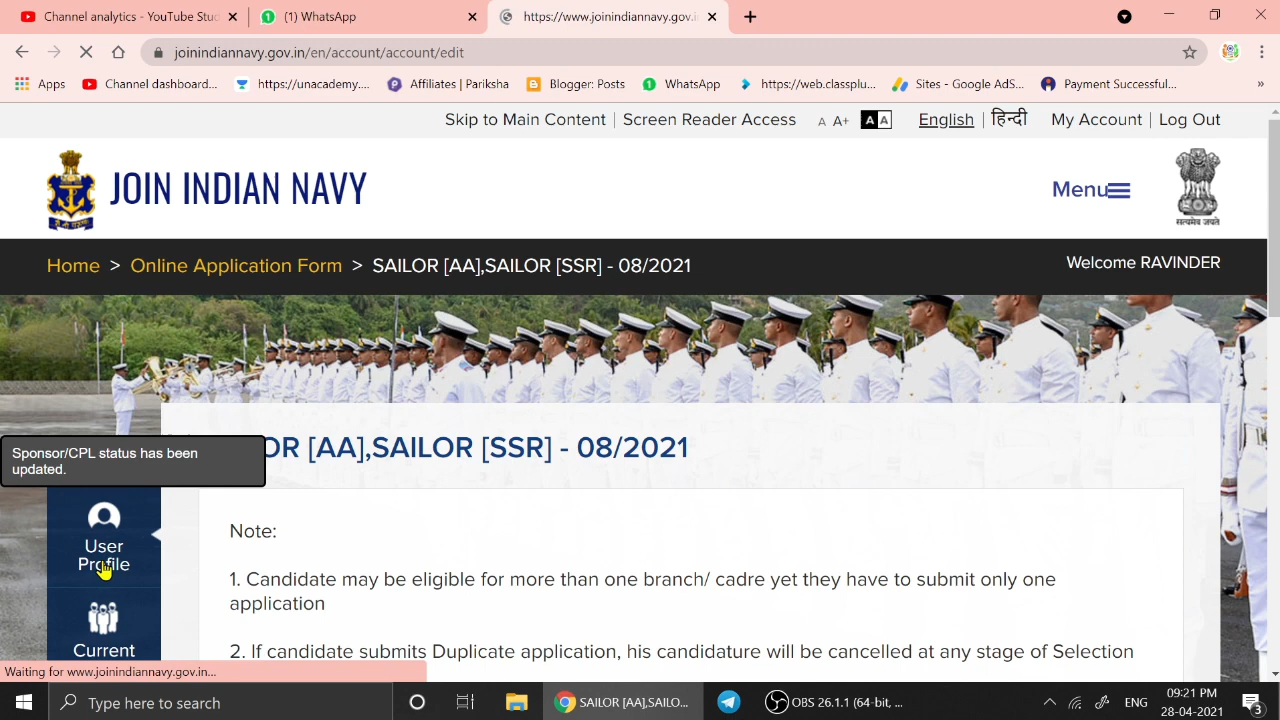 Channel analytics - YouTube Stu
(1) WhatsApp
https://www.joinindiannavy.gov.i
joinindiannavy.gov.in/en/account/account/edit
Apps
Channel dashboard...
https://unacademy....
Affiliates | Pariksha
Blogger: Posts
WhatsApp
https://web.classplu...
Sites - Google AdS...
Payment Successful...
»
Skip to Main Content | Screen Reader Access A A+ A A English | हिन्दी My Account | Log Out
JOIN INDIAN NAVY
Menu
सत्यमेव जयते
Home > Online Application Form > SAILOR [AA],SAILOR [SSR] - 08/2021
Welcome RAVINDER
OR [AA],SAILOR [SSR] - 08/2021
Sponsor/CPL status has been
updated.
User
Profile
Current
Note:
1. Candidate may be eligible for more than one branch/ cadre yet they have to submit only one
application
2. If candidate submits Duplicate application, his candidature will be cancelled at any stage of Selection
Waiting for www.joinindiannavy.gov.in...
Type here to search
SAILOR [AA],SAILO...
OBS 26.1.1 (64-bit, ...
ENG
09:21 PM
28-04-2021
3